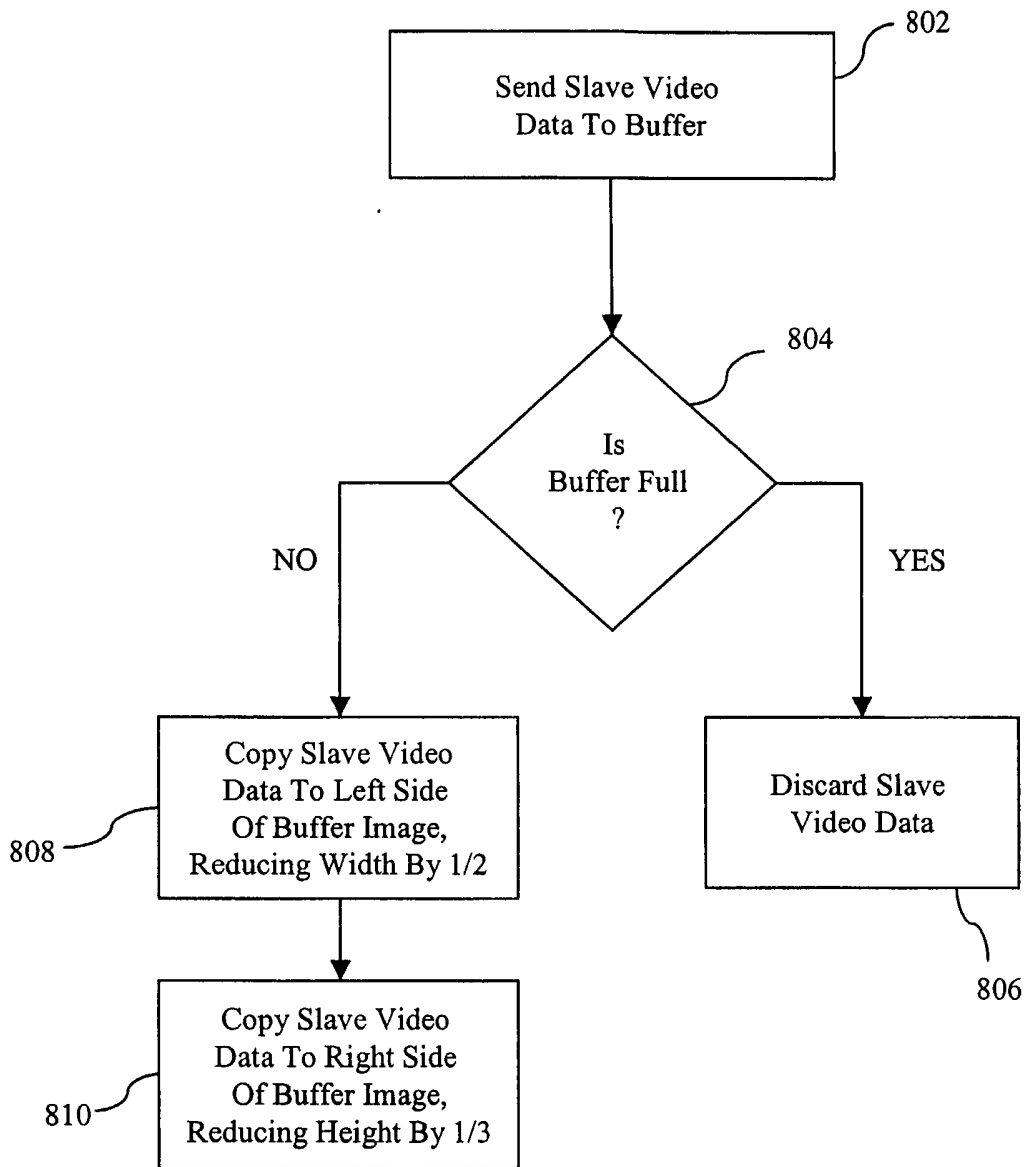 802
Send Slave Video
Data To Buffer
804
Is
Buffer Full
?
NO
YES
Copy Slave Video
Data To Left Side
Of Buffer Image,
Reducing Width By 1/2
808
Discard Slave
Video Data
806
Copy Slave Video
Data To Right Side
Of Buffer Image,
Reducing Height By 1/3
810